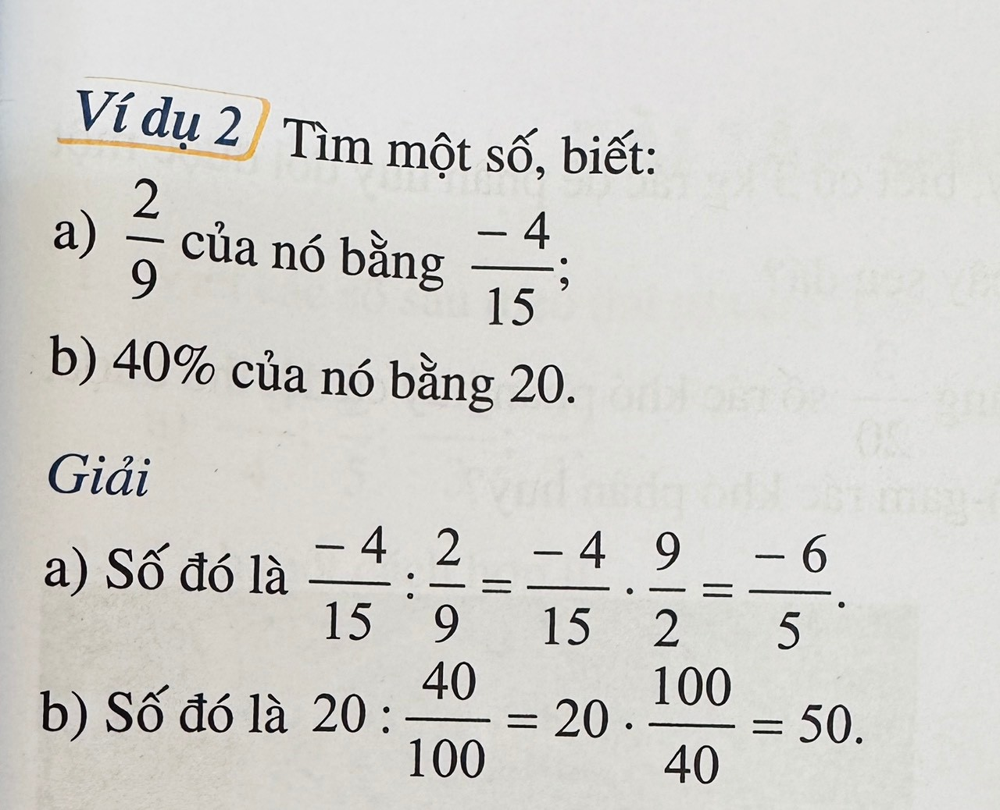 Ví dụ 2 Tìm một số, biết:
a) 2/9 của nó bằng -4/15;
b) 40% của nó bằng 20.
Giải
a) Số đó là -4/15 : 2/9 = -4/15 · 9/2 = -6/5.
b) Số đó là 20 : 40/100 = 20 · 100/40 = 50.